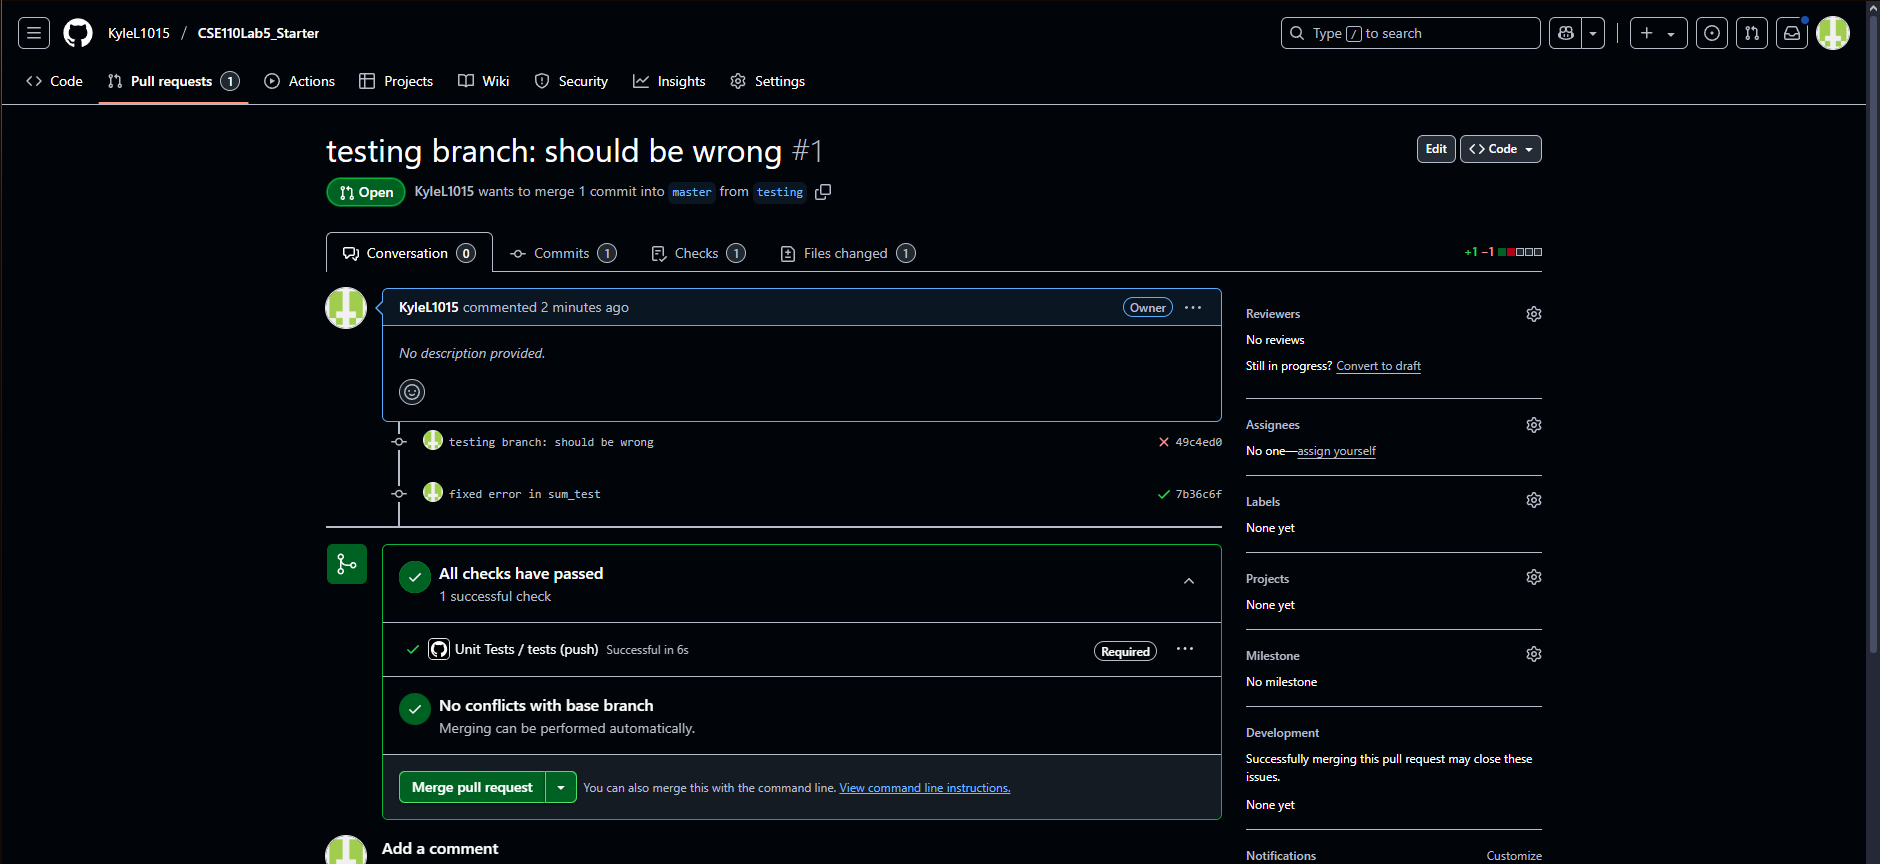 KyleL1015 / CSE110Lab5_Starter
Type / to search
Code
Pull requests 1
Actions
Projects
Wiki
Security
Insights
Settings
testing branch: should be wrong #1
Edit
<> Code
Open
KyleL1015 wants to merge 1 commit into master from testing
Conversation 0
Commits 1
Checks 1
Files changed 1
+1 −1
KyleL1015 commented 2 minutes ago
Owner
No description provided.
testing branch: should be wrong
49c4ed0
fixed error in sum_test
7b36c6f
All checks have passed
1 successful check
Unit Tests / tests (push) Successful in 6s
Required
No conflicts with base branch
Merging can be performed automatically.
Merge pull request
You can also merge this with the command line. View command line instructions.
Add a comment
Reviewers
No reviews
Still in progress? Convert to draft
Assignees
No one—assign yourself
Labels
None yet
Projects
None yet
Milestone
No milestone
Development
Successfully merging this pull request may close these
issues.
None yet
Notifications
Customize